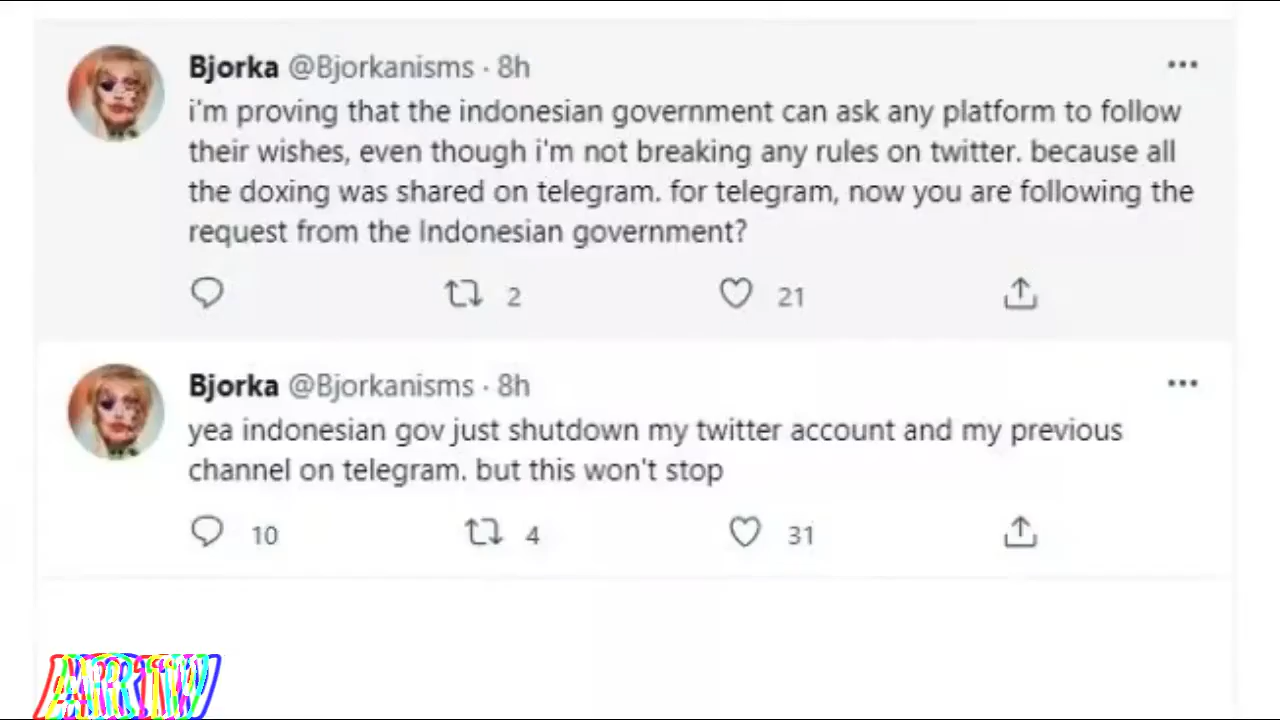 Bjorka @Bjorkanisms · 8h
i'm proving that the indonesian government can ask any platform to follow
their wishes, even though i'm not breaking any rules on twitter. because all
the doxing was shared on telegram. for telegram, now you are following the
request from the Indonesian government?
2 21
Bjorka @Bjorkanisms · 8h
yea indonesian gov just shutdown my twitter account and my previous
channel on telegram. but this won't stop
10 4 31